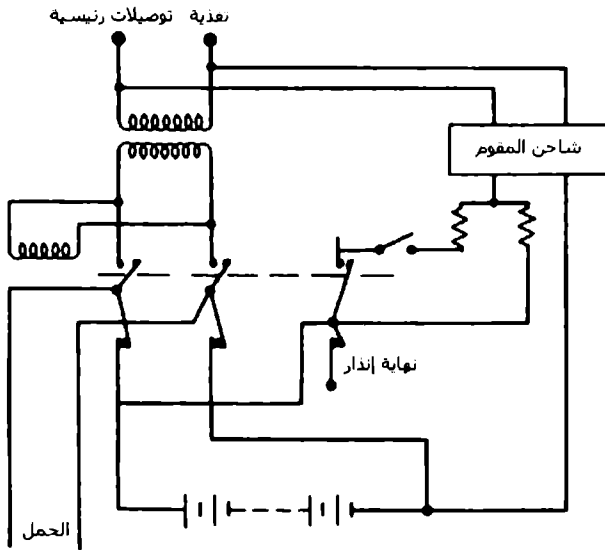 تغذية توصيلات رئيسية
شاحن المقوم
نهاية إنذار
الحمل